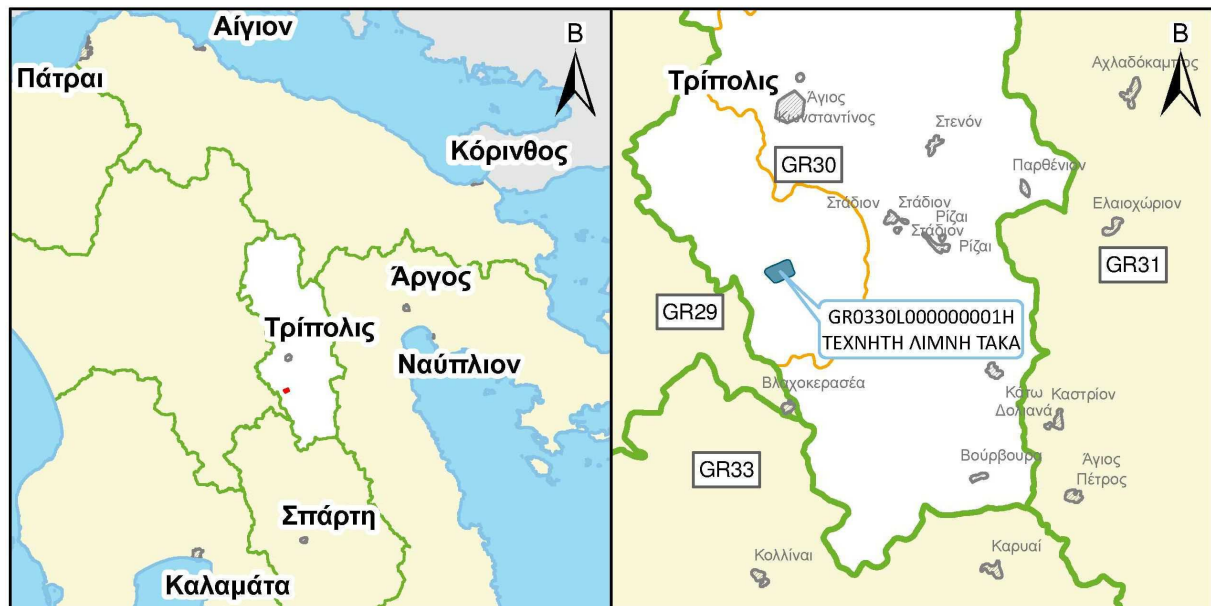 Αίγιον
Β
Πάτραι
Κόρινθος
Άργος
Τρίπολις
Ναύπλιον
Σπάρτη
Καλαμάτα
Β
Αχλαδόκαμπος
Τρίπολις
Άγιος
Κωνσταντίνος
Στενόν
GR30
Παρθένιον
Στάδιον
Στάδιον
Ρίζαι
Στάδιον
Ρίζαι
Ελαιοχώριον
GR31
GR29
GR0330L000000001H
ΤΕΧΝΗΤΗ ΛΙΜΝΗ ΤΑΚΑ
Βλαχοκερασέα
Κάτω
Δολιανά
Καστρίον
GR33
Βούρβουρα
Άγιος
Πέτρος
Κολλίναι
Καρυαί